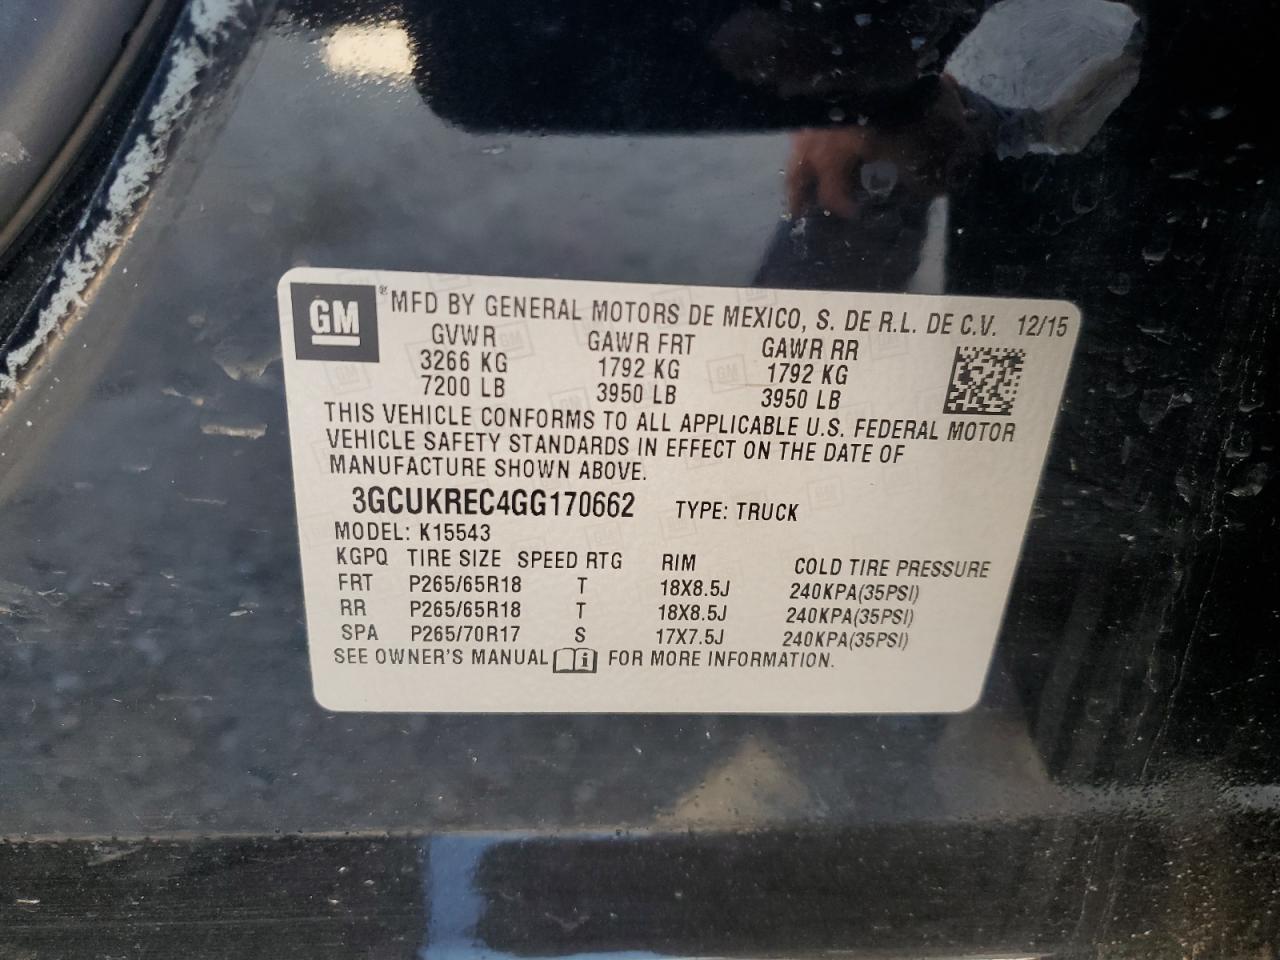 GM ® MFD BY GENERAL MOTORS DE MEXICO, S. DE R.L. DE C.V. 12/15
GVWR GAWR FRT GAWR RR
3266 KG 1792 KG 1792 KG
7200 LB 3950 LB 3950 LB
THIS VEHICLE CONFORMS TO ALL APPLICABLE U.S. FEDERAL MOTOR
VEHICLE SAFETY STANDARDS IN EFFECT ON THE DATE OF
MANUFACTURE SHOWN ABOVE.
3GCUKREC4GG170662 TYPE: TRUCK
MODEL: K15543
KGPQ TIRE SIZE SPEED RTG RIM COLD TIRE PRESSURE
FRT P265/65R18 T 18X8.5J 240KPA(35PSI)
RR P265/65R18 T 18X8.5J 240KPA(35PSI)
SPA P265/70R17 S 17X7.5J 240KPA(35PSI)
SEE OWNER'S MANUAL i FOR MORE INFORMATION.